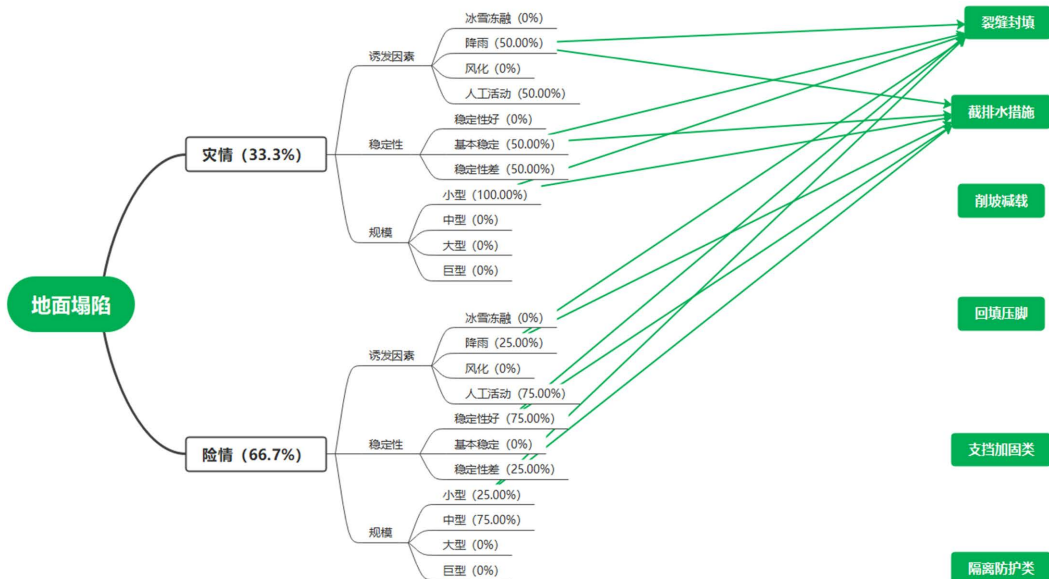 地面塌陷
灾情（33.3%）
诱发因素
冰雪冻融（0%）
降雨（50.00%）
风化（0%）
人工活动（50.00%）
稳定性
稳定性好（0%）
基本稳定（50.00%）
稳定性差（50.00%）
规模
小型（100.00%）
中型（0%）
大型（0%）
巨型（0%）
险情（66.7%）
诱发因素
冰雪冻融（0%）
降雨（25.00%）
风化（0%）
人工活动（75.00%）
稳定性
稳定性好（75.00%）
基本稳定（0%）
稳定性差（25.00%）
规模
小型（25.00%）
中型（75.00%）
大型（0%）
巨型（0%）
裂缝封填
截排水措施
削坡减载
回填压脚
支挡加固类
隔离防护类